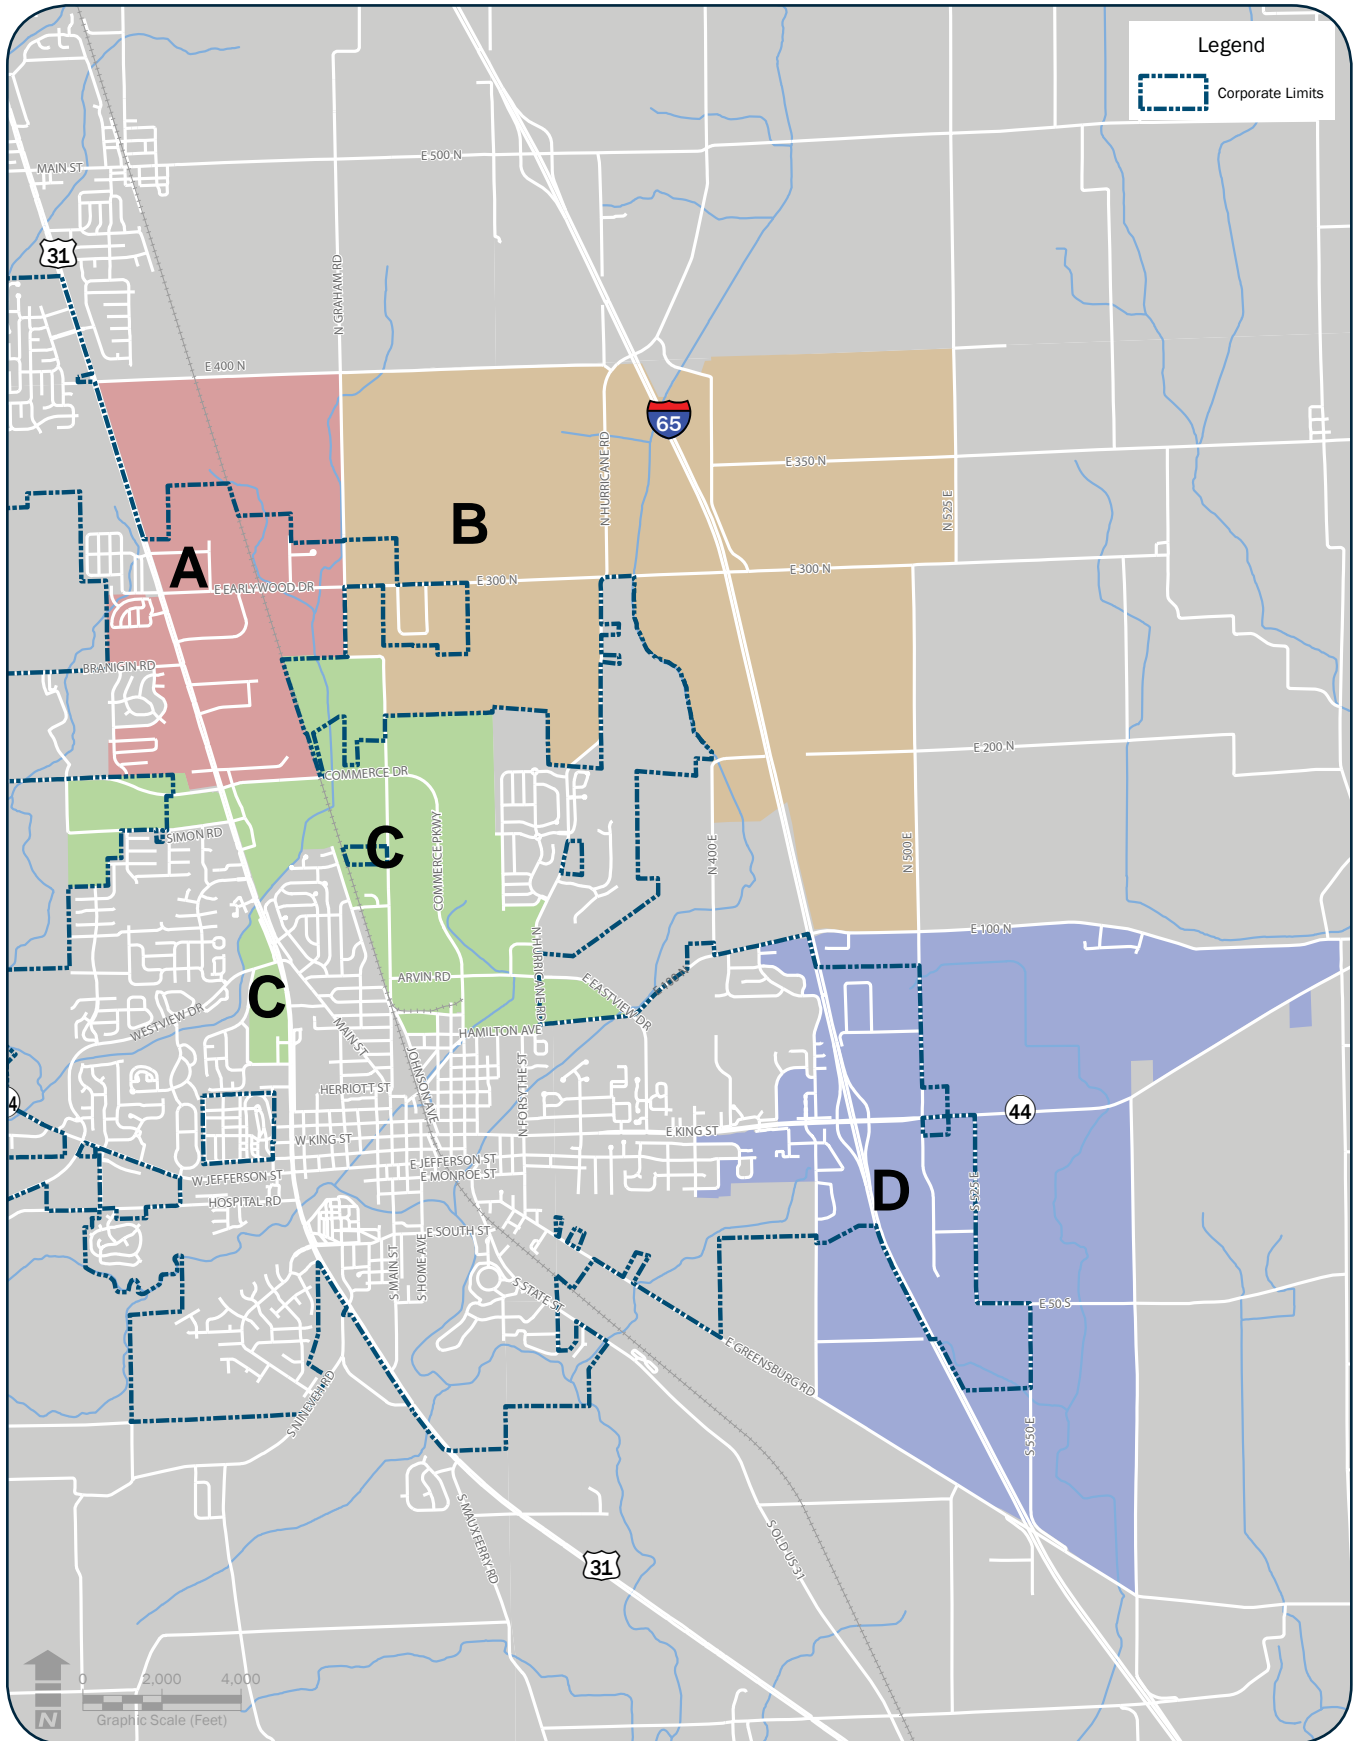 Legend
Corporate Limits
E 500 N
MAIN ST
31
N GRAHAM RD
E 400 N
65
N HURRICANE RD
E 350 N
N 525 E
B
A
E 300 N
E 300 N
E EARLYWOOD DR
BRANIGIN RD
E 200 N
COMMERCE DR
SIMON RD
C
COMMERCE PKWY
N 400 E
N 500 E
E 100 N
N HURRICANE RD
ARVIN RD
E EASTVIEW DR
E 100 N
C
WESTVIEW DR
MAIN ST
HAMILTON AVE
JOHNSON AVE
N FORSYTHE ST
HERRIOTT ST
4
44
W KING ST
E KING ST
E JEFFERSON ST
W JEFFERSON ST
E MONROE ST
HOSPITAL RD
D
S 525 E
E SOUTH ST
S MAIN ST
S HOME AVE
S STATE ST
E 50 S
E GREENSBURG RD
S NINEVEH RD
S 550 E
S MAUXFERRY RD
S OLD US 31
31
0 2,000 4,000
Graphic Scale (Feet)
N